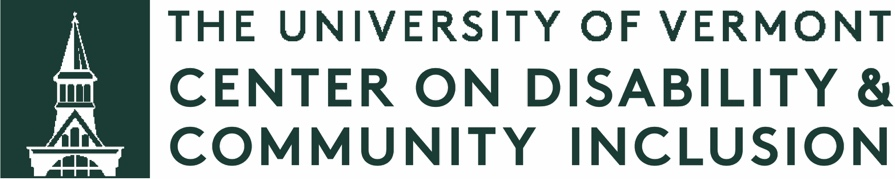 THE UNIVERSITY OF VERMONT
CENTER ON DISABILITY &
COMMUNITY INCLUSION